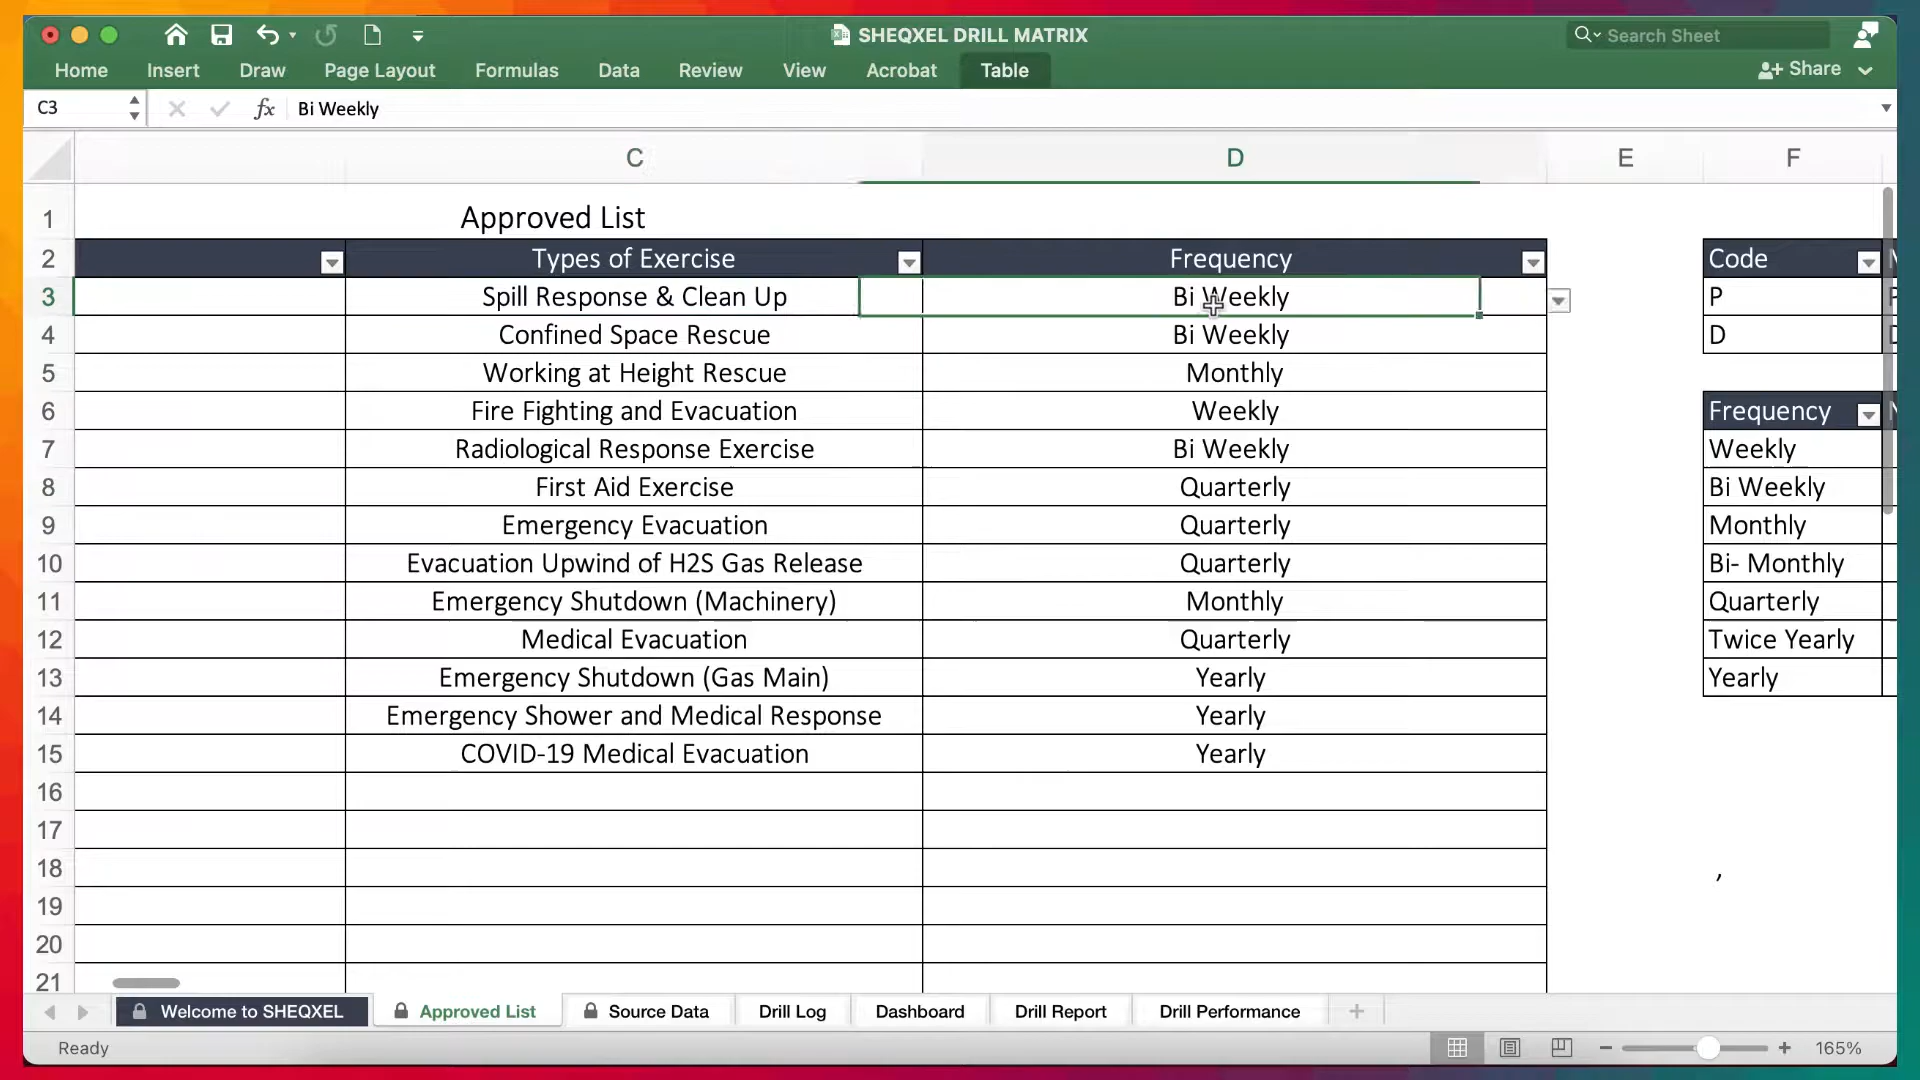 SHEQXEL DRILL MATRIX
Search Sheet
Home Insert Draw Page Layout Formulas Data Review View Acrobat Table
Share
C3 fx Bi Weekly
C D E F
1 Approved List
2 Types of Exercise Frequency Code
3 Spill Response & Clean Up Bi Weekly P
4 Confined Space Rescue Bi Weekly D
5 Working at Height Rescue Monthly
6 Fire Fighting and Evacuation Weekly Frequency
7 Radiological Response Exercise Bi Weekly Weekly
8 First Aid Exercise Quarterly Bi Weekly
9 Emergency Evacuation Quarterly Monthly
10 Evacuation Upwind of H2S Gas Release Quarterly Bi- Monthly
11 Emergency Shutdown (Machinery) Monthly Quarterly
12 Medical Evacuation Quarterly Twice Yearly
13 Emergency Shutdown (Gas Main) Yearly Yearly
14 Emergency Shower and Medical Response Yearly
15 COVID-19 Medical Evacuation Yearly
16
17
18 ,
19
20
21
Welcome to SHEQXEL Approved List Source Data Drill Log Dashboard Drill Report Drill Performance
Ready 165%